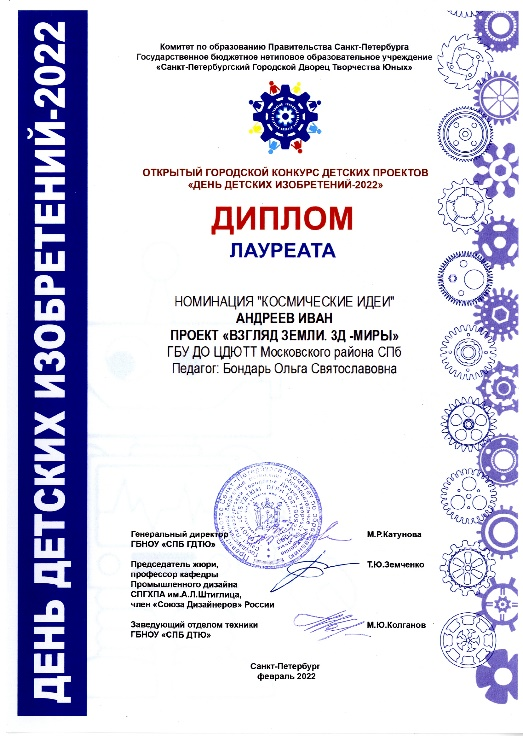 Комитет по образованию Правительства Санкт-Петербурга
Государственное бюджетное нетиповое образовательное учреждение
«Санкт-Петербургский Городской Дворец Творчества Юных»
ОТКРЫТЫЙ ГОРОДСКОЙ КОНКУРС ДЕТСКИХ ПРОЕКТОВ
«ДЕНЬ ДЕТСКИХ ИЗОБРЕТЕНИЙ-2022»
ДИПЛОМ
ЛАУРЕАТА
НОМИНАЦИЯ "КОСМИЧЕСКИЕ ИДЕИ"
АНДРЕЕВ ИВАН
ПРОЕКТ «ВЗГЛЯД ЗЕМЛИ. 3Д -МИРЫ»
ГБУ ДО ЦДЮТТ Московского района СПб
Педагог: Бондарь Ольга Святославовна
Генеральный директор
ГБНОУ «СПБ ГДТЮ»
М.Р.Катунова
Председатель жюри,
профессор кафедры
Промышленного дизайна
СПГХПА им.А.Л.Штиглица,
член «Союза Дизайнеров» России
Т.Ю.Земченко
Заведующий отделом техники
ГБНОУ «СПБ ДТЮ»
М.Ю.Колганов
Санкт-Петербург
февраль 2022
ДЕНЬ ДЕТСКИХ ИЗОБРЕТЕНИЙ-2022